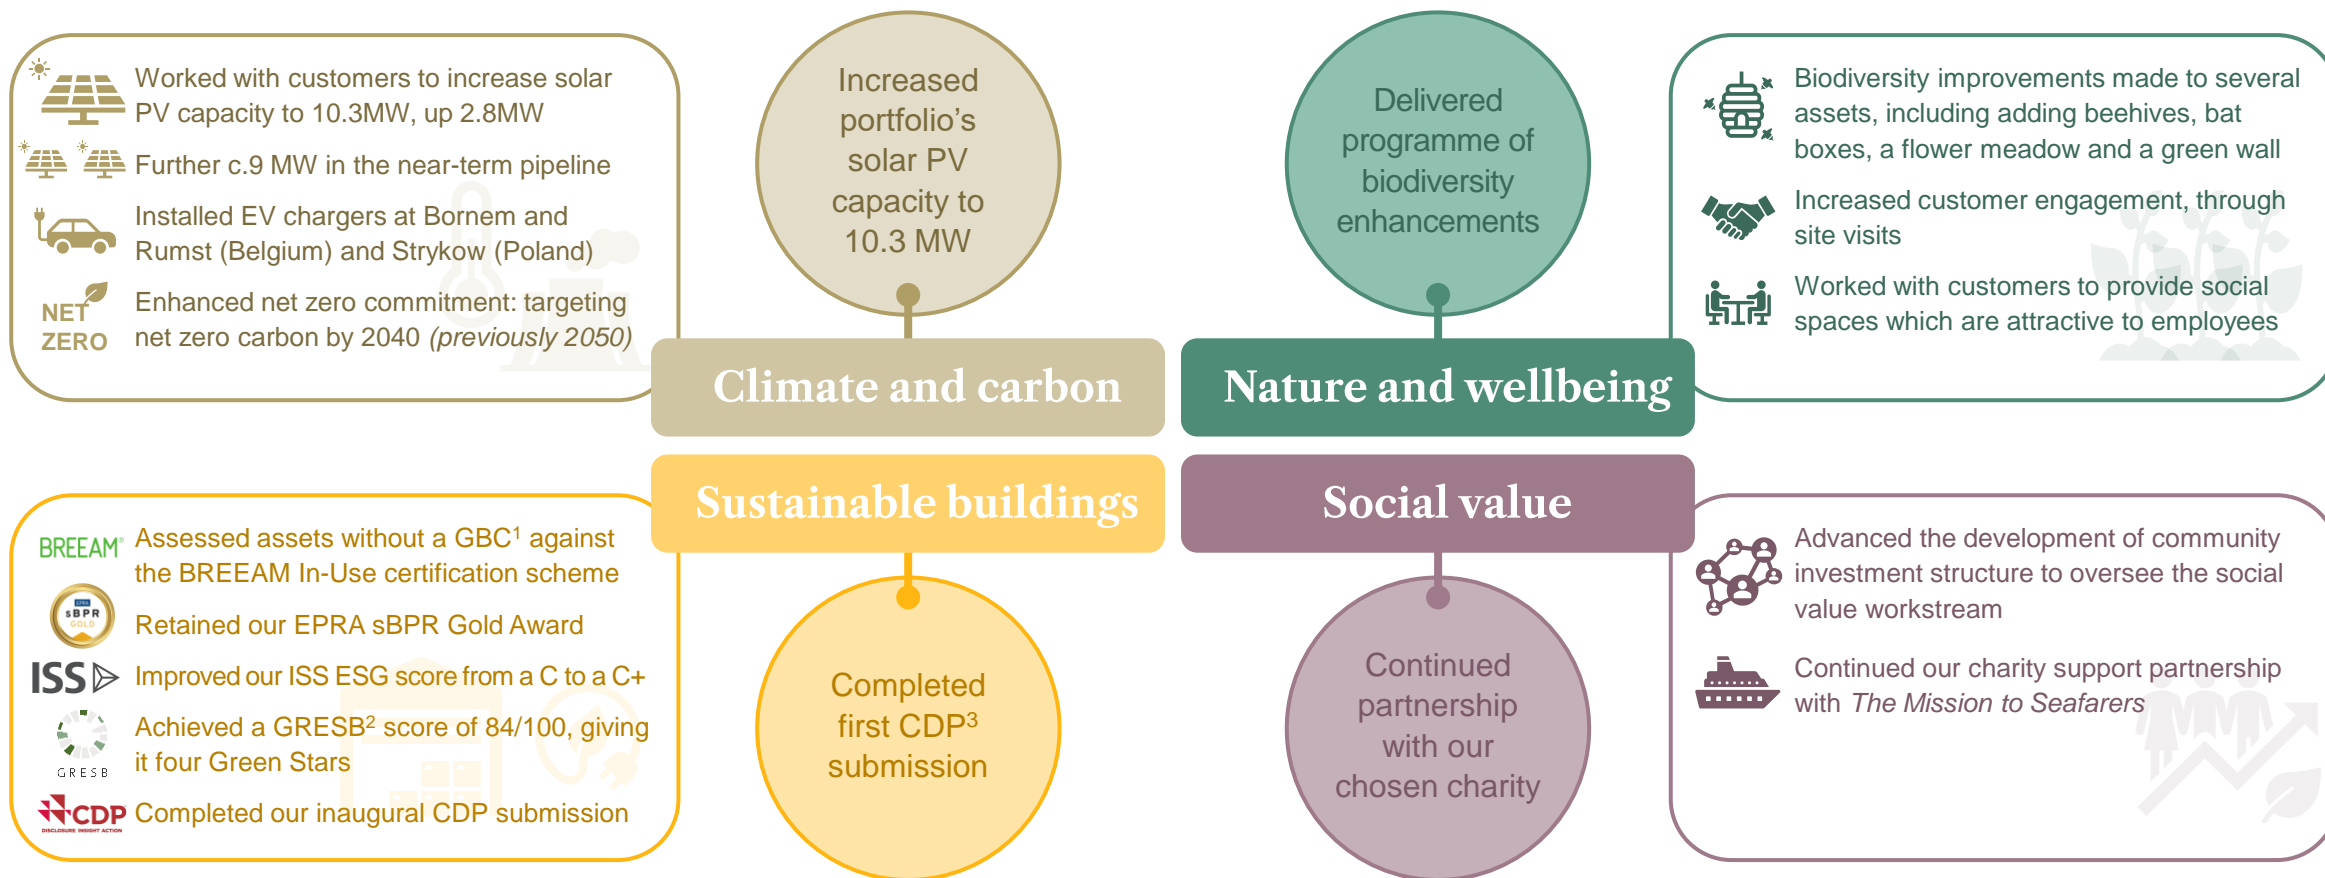 Worked with customers to increase solar
PV capacity to 10.3MW, up 2.8MW
Further c.9 MW in the near-term pipeline
Installed EV chargers at Bornem and
Rumst (Belgium) and Strykow (Poland)
NET
ZERO
Enhanced net zero commitment: targeting
net zero carbon by 2040 (previously 2050)
Increased
portfolio's
solar PV
capacity to
10.3 MW
Climate and carbon
Delivered
programme of
biodiversity
enhancements
Nature and wellbeing
Biodiversity improvements made to several
assets, including adding beehives, bat
boxes, a flower meadow and a green wall
Increased customer engagement, through
site visits
Worked with customers to provide social
spaces which are attractive to employees
Sustainable buildings
BREEAM®
Assessed assets without a GBC¹ against
the BREEAM In-Use certification scheme
EPRA
sBPR
GOLD
Retained our EPRA sBPR Gold Award
ISS
Improved our ISS ESG score from a C to a C+
GRESB
Achieved a GRESB² score of 84/100, giving
it four Green Stars
CDP
DISCLOSURE INSIGHT ACTION
Completed our inaugural CDP submission
Completed
first CDP³
submission
Social value
Continued
partnership
with our
chosen charity
Advanced the development of community
investment structure to oversee the social
value workstream
Continued our charity support partnership
with The Mission to Seafarers